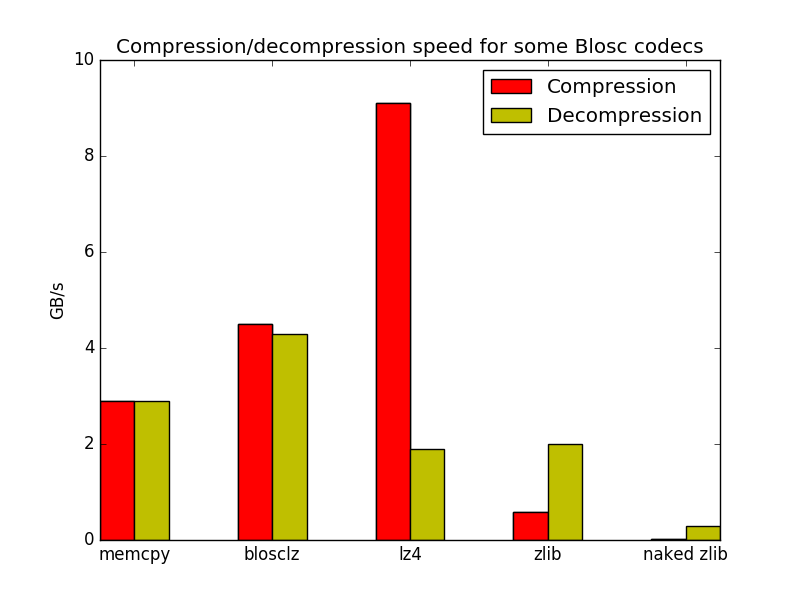 Compression/decompression speed for some Blosc codecs
Compression
Decompression
GB/s
10
8
6
4
2
0
memcpy blosclz lz4 zlib naked zlib